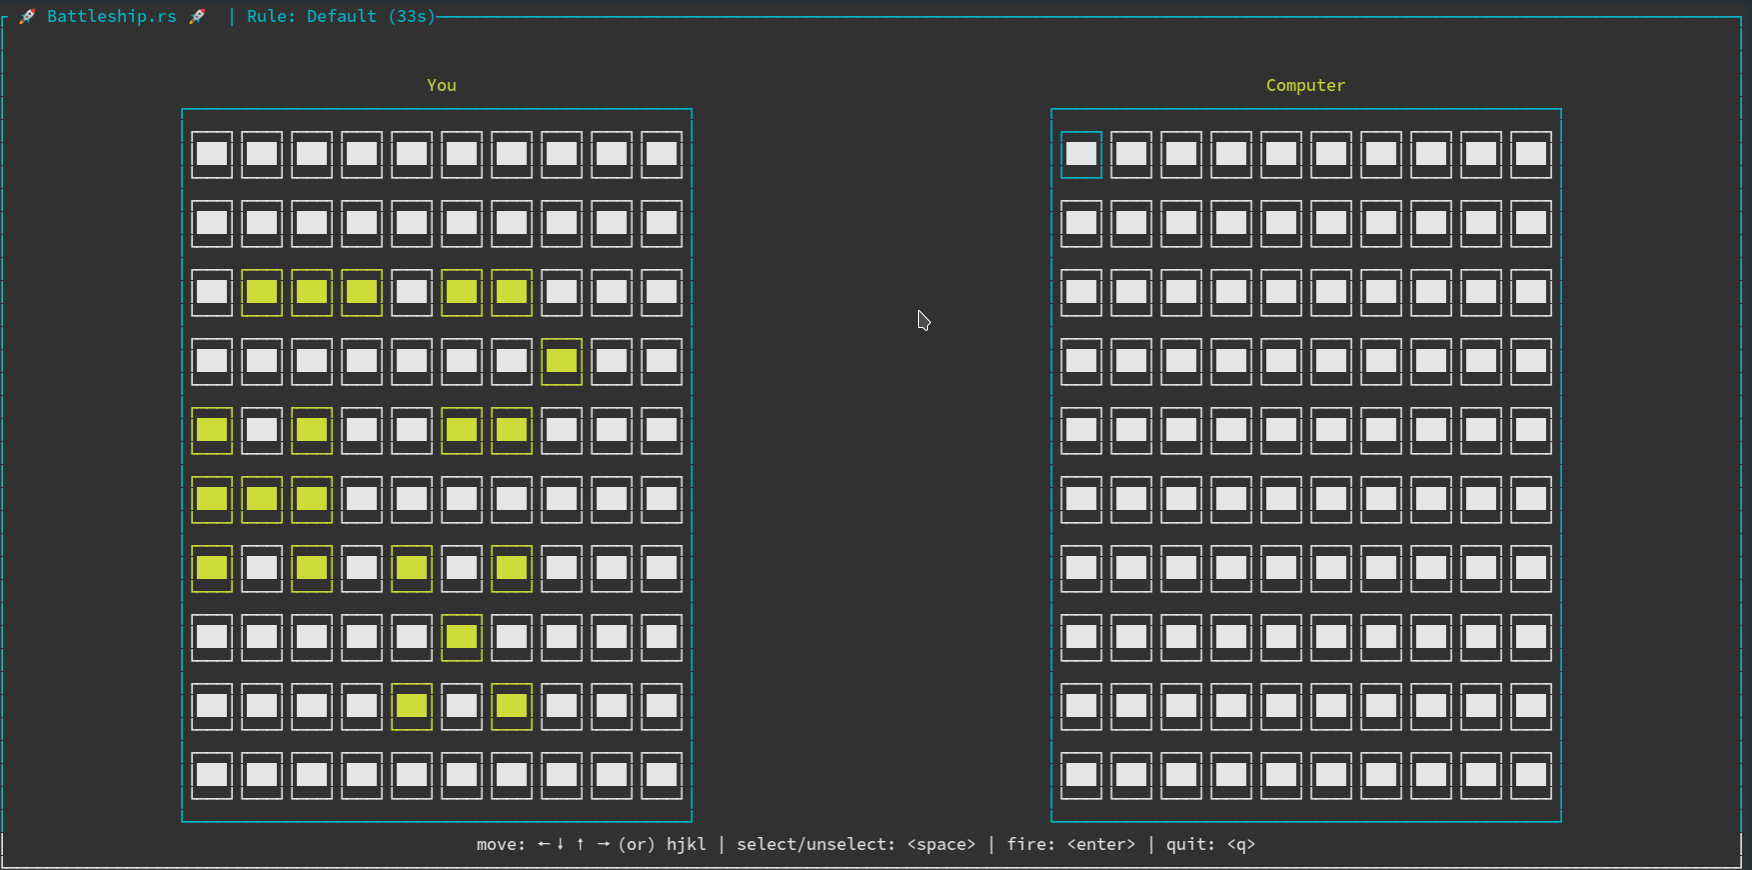 🚀 Battleship.rs 🚀 | Rule: Default (33s)
You
Computer
move: ←↓ ↑ →(or) hjkl | select/unselect: <space> | fire: <enter> | quit: <q>